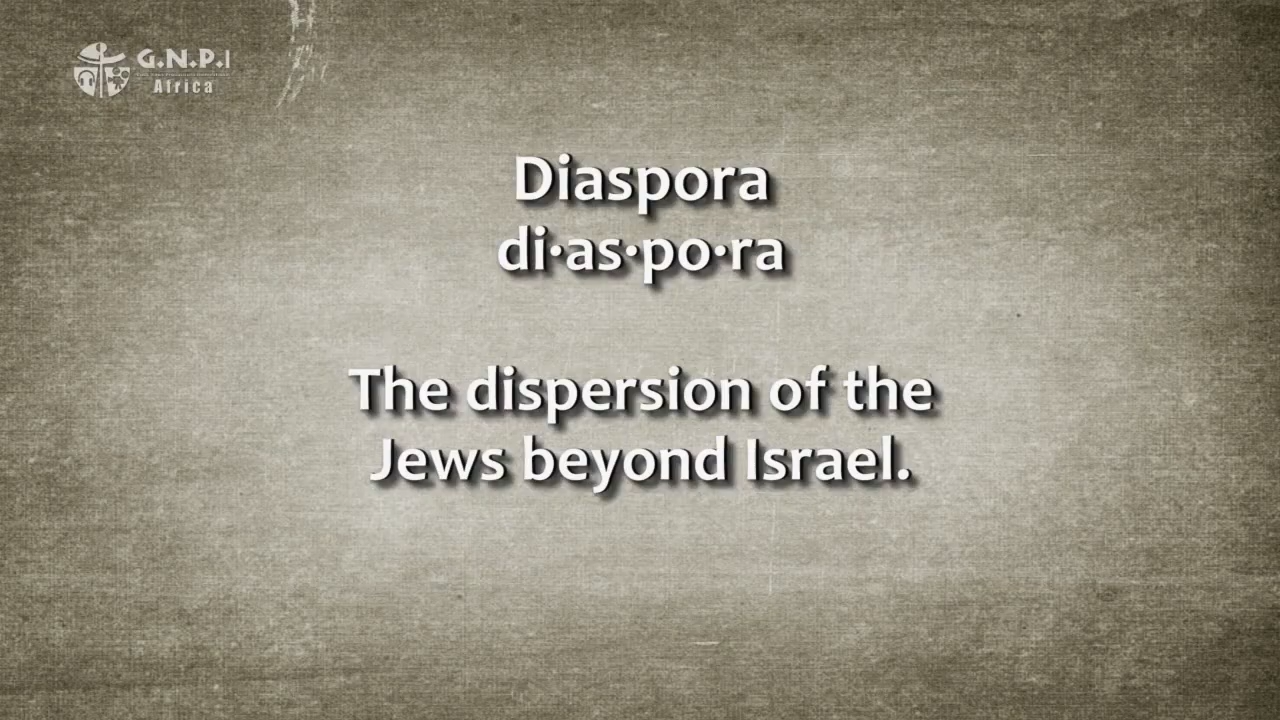 G.N.P.I
Africa
Diaspora
di·as·po·ra
The dispersion of the
Jews beyond Israel.